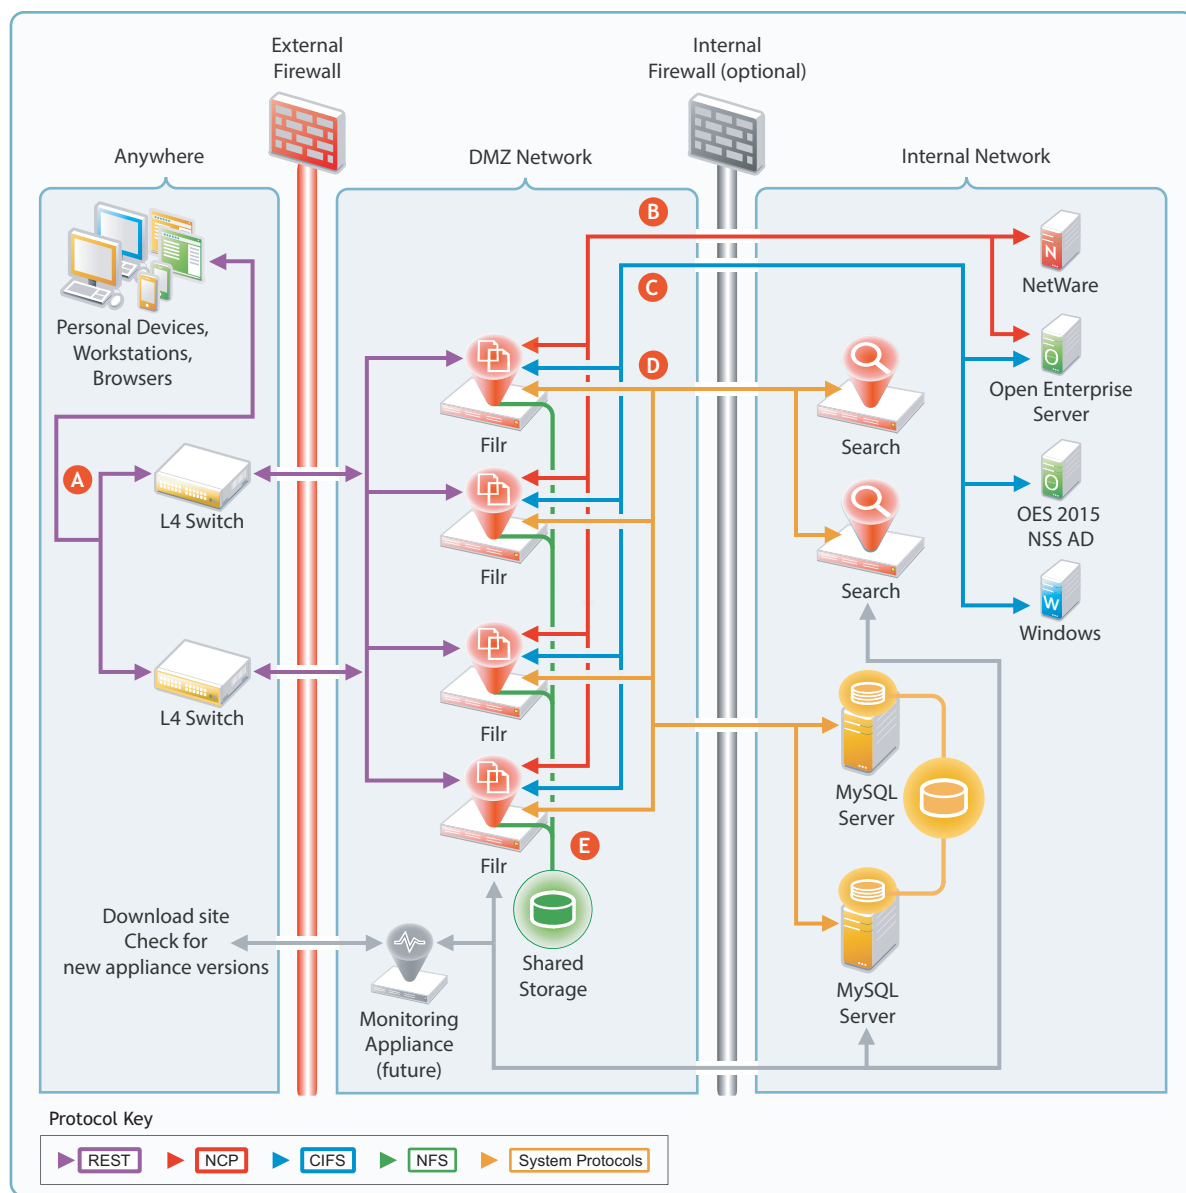 External
Firewall
Internal
Firewall (optional)
Anywhere
DMZ Network
Internal Network
B
N
NetWare
C
Personal Devices,
Workstations,
Browsers
D
O
Open Enterprise
Server
Filr
Search
A
L4 Switch
O
OES 2015
NSS AD
Filr
Search
W
Windows
L4 Switch
Filr
MySQL
Server
E
Filr
Download site
Check for
new appliance versions
Shared
Storage
Monitoring
Appliance
(future)
MySQL
Server
Protocol Key
REST
NCP
CIFS
NFS
System Protocols